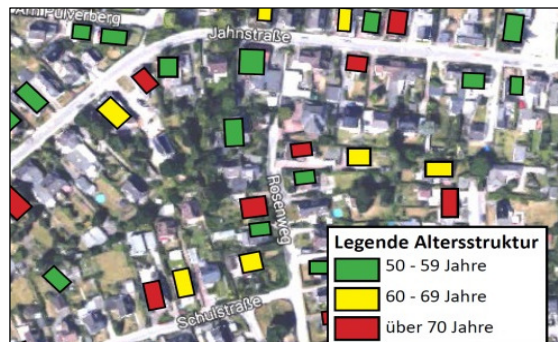 Am Pulverberg
Jahnstraße
Rosenweg
Schulstraße
Legende Altersstruktur
50 - 59 Jahre
60 - 69 Jahre
über 70 Jahre